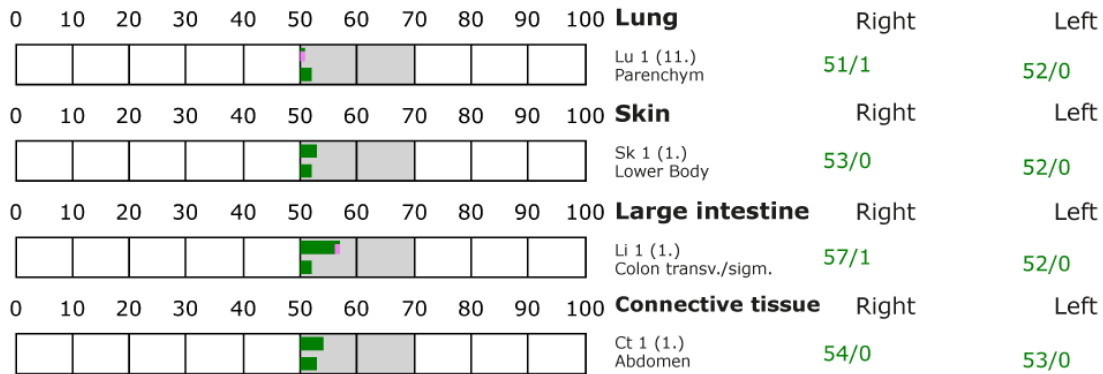 0 10 20 30 40 50 60 70 80 90 100 Lung Right Left
Lu 1 (11.)
Parenchym
51/1 52/0
0 10 20 30 40 50 60 70 80 90 100 Skin Right Left
Sk 1 (1.)
Lower Body
53/0 52/0
0 10 20 30 40 50 60 70 80 90 100 Large intestine Right Left
Li 1 (1.)
Colon transv./sigm.
57/1 52/0
0 10 20 30 40 50 60 70 80 90 100 Connective tissue Right Left
Ct 1 (1.)
Abdomen
54/0 53/0